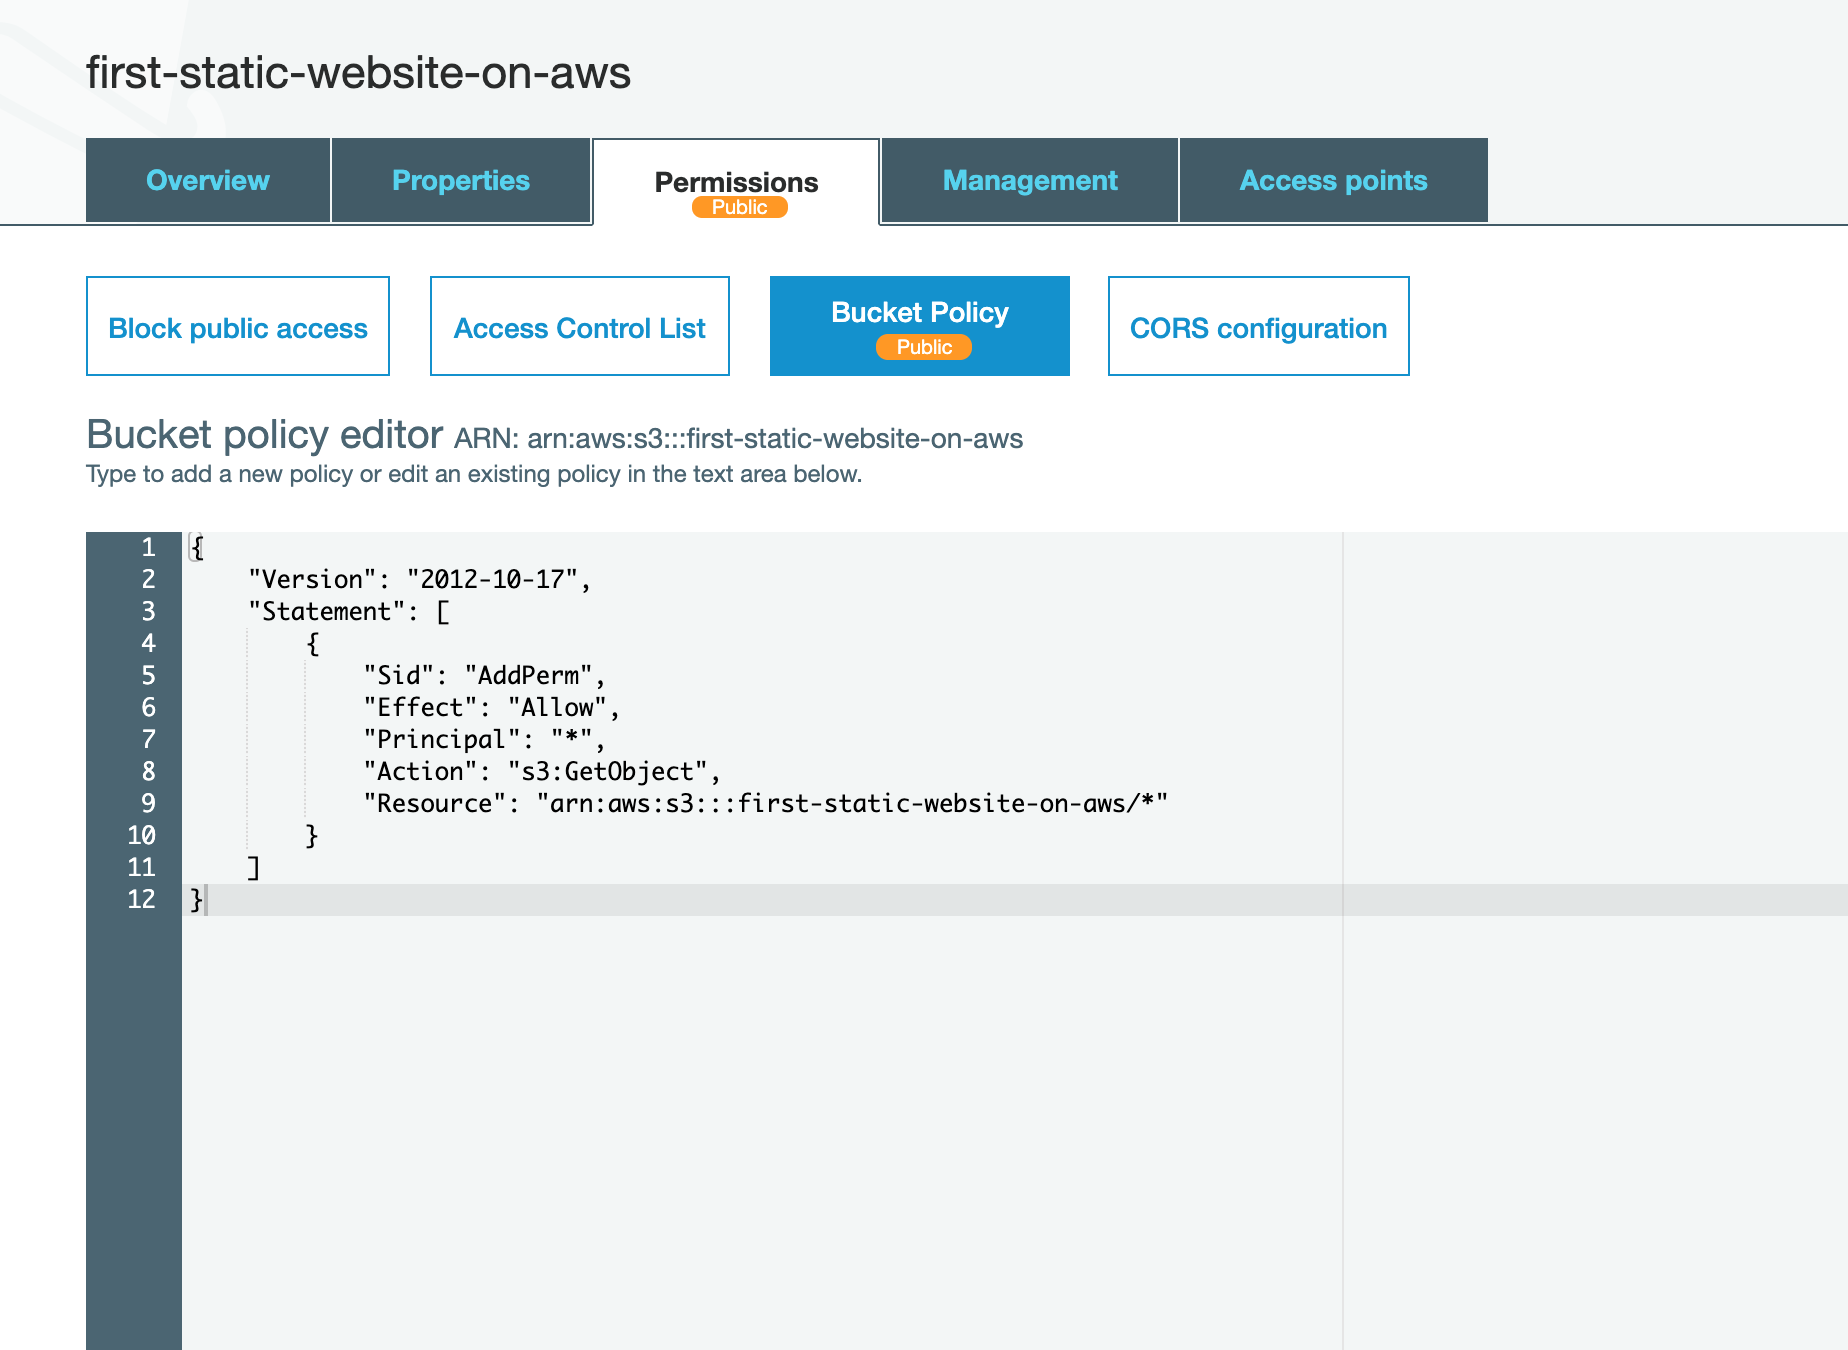 first-static-website-on-aws
Overview Properties Permissions Management Access points
Public
Block public access Access Control List Bucket Policy CORS configuration
Public
Bucket policy editor ARN: arn:aws:s3:::first-static-website-on-aws
Type to add a new policy or edit an existing policy in the text area below.
1 {
2 "Version": "2012-10-17",
3 "Statement": [
4 {
5 "Sid": "AddPerm",
6 "Effect": "Allow",
7 "Principal": "*",
8 "Action": "s3:GetObject",
9 "Resource": "arn:aws:s3:::first-static-website-on-aws/*"
10 }
11 ]
12 }